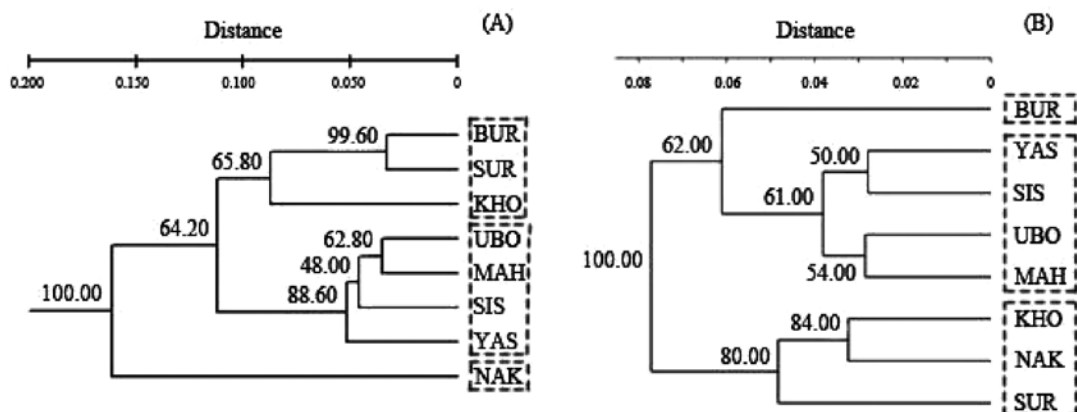 Distance (A)
0.200 0.150 0.100 0.050 0
99.60 BUR
65.80 SUR
KHO
64.20
62.80 UBO
48.00 MAH
88.60 SIS
100.00
YAS
NAK
Distance (B)
0.08 0.06 0.04 0.02 0
BUR
62.00 50.00 YAS
61.00 SIS
UBO
100.00 54.00 MAH
84.00 KHO
80.00 NAK
SUR